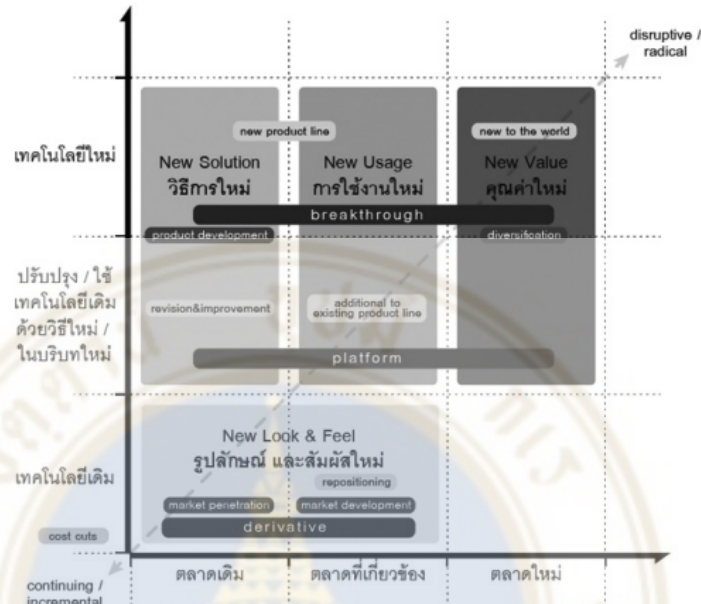 disruptive /
radical
เทคโนโลยีใหม่
new product line
new to the world
New Solution
วิธีการใหม่
New Usage
การใช้งานใหม่
New Value
คุณค่าใหม่
breakthrough
product development
diversification
ปรับปรุง / ใช้
เทคโนโลยีเดิม
ด้วยวิธีใหม่ /
ในบริบทใหม่
revision&improvement
additional to
existing product line
platform
New Look & Feel
รูปลักษณ์ และสัมผัสใหม่
เทคโนโลยีเดิม
repositioning
market penetration
market development
derivative
cost cuts
ตลาดเดิม
ตลาดที่เกี่ยวข้อง
ตลาดใหม่
continuing /
incremental